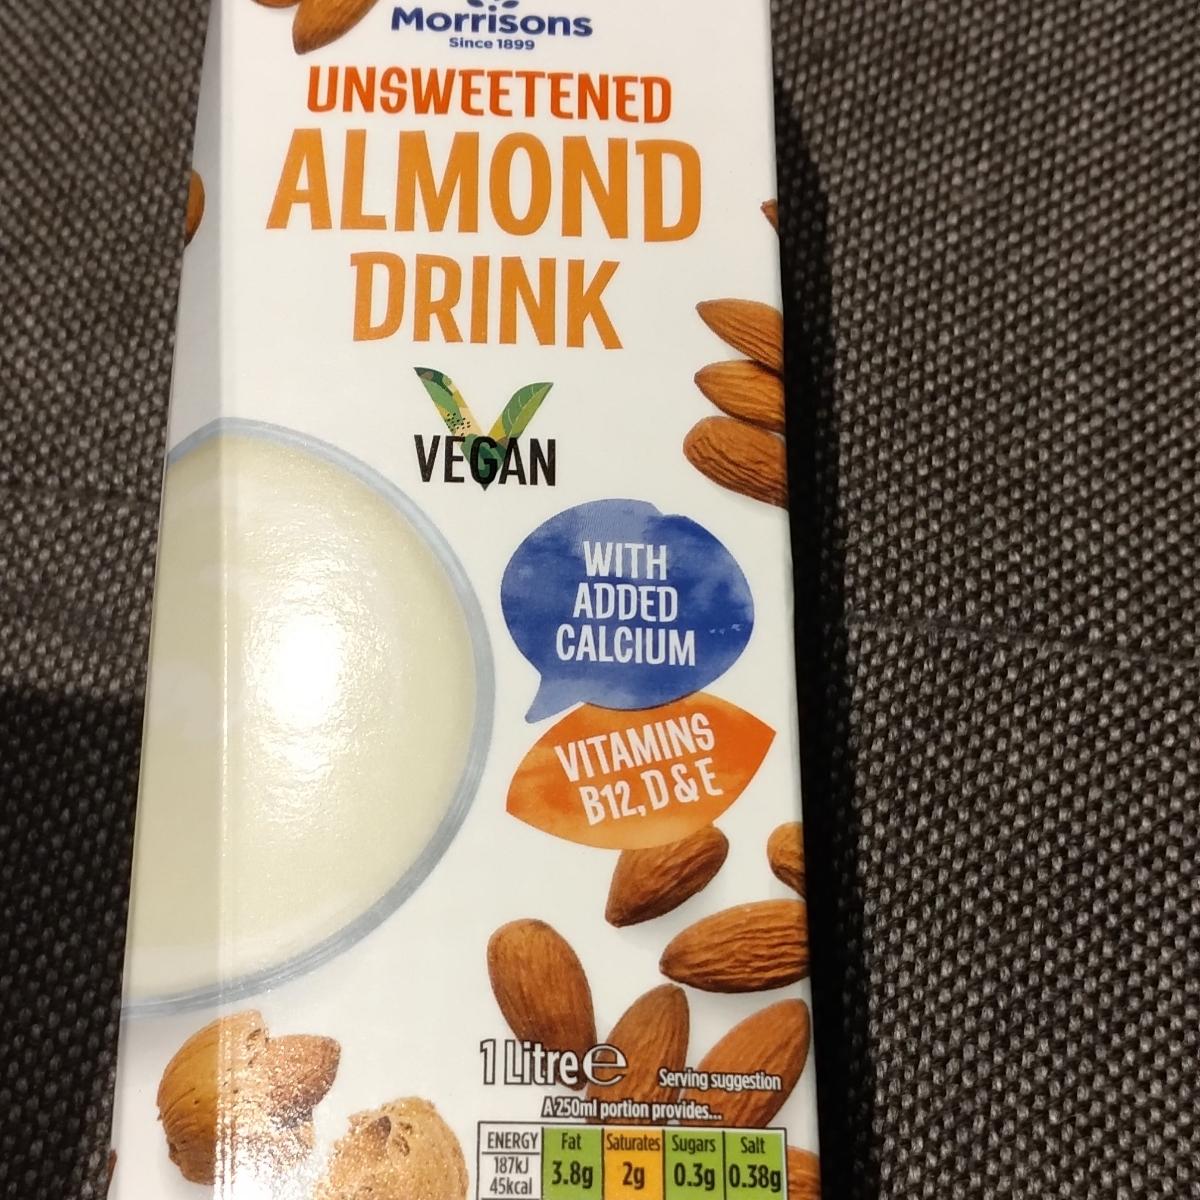 Morrisons
Since 1899
UNSWEETENED
ALMOND
DRINK
VEGAN
WITH
ADDED
CALCIUM
VITAMINS
B12, D & E
1 Litre e
Serving suggestion
A 250ml portion provides...
ENERGY Fat Saturates Sugars Salt
187kJ
45kcal 3.8g 2g 0.3g 0.38g